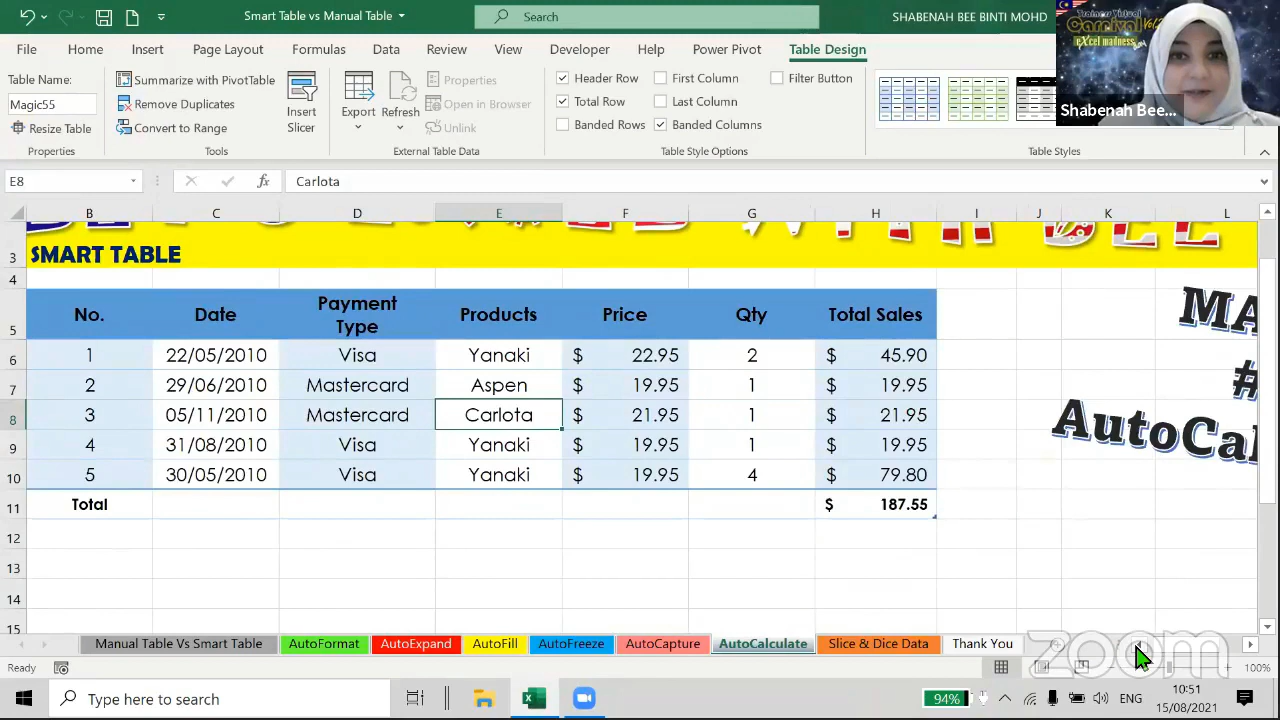 Smart Table vs Manual Table
Search
SHABENAH BEE BINTI MOHD
File Home Insert Page Layout Formulas Data Review View Developer Help Power Pivot Table Design
Trainers Virtual
Carnival
Excel Madness
Shabenah Bee...
Table Name:
Magic55
Resize Table
Properties
Summarize with PivotTable
Remove Duplicates
Convert to Range
Tools
Insert
Slicer
Export
Refresh
Properties
Open in Browser
Unlink
External Table Data
Header Row First Column Filter Button
Total Row Last Column
Banded Rows Banded Columns
Table Style Options
Table Styles
E8
fx
Carlota
B C D E F G H I J K L
3 SMART TABLE
4
5 No. Date Payment Type Products Price Qty Total Sales
6 1 22/05/2010 Visa Yanaki $ 22.95 2 $ 45.90
7 2 29/06/2010 Mastercard Aspen $ 19.95 1 $ 19.95
8 3 05/11/2010 Mastercard Carlota $ 21.95 1 $ 21.95
9 4 31/08/2010 Visa Yanaki $ 19.95 1 $ 19.95
10 5 30/05/2010 Visa Yanaki $ 19.95 4 $ 79.80
11 Total $ 187.55
12
13
14
15
MA
#
AutoCal
Manual Table Vs Smart Table AutoFormat AutoExpand AutoFill AutoFreeze AutoCapture AutoCalculate Slice & Dice Data Thank You
zoom
Ready
100%
Type here to search
94%
ENG
10:51
15/08/2021